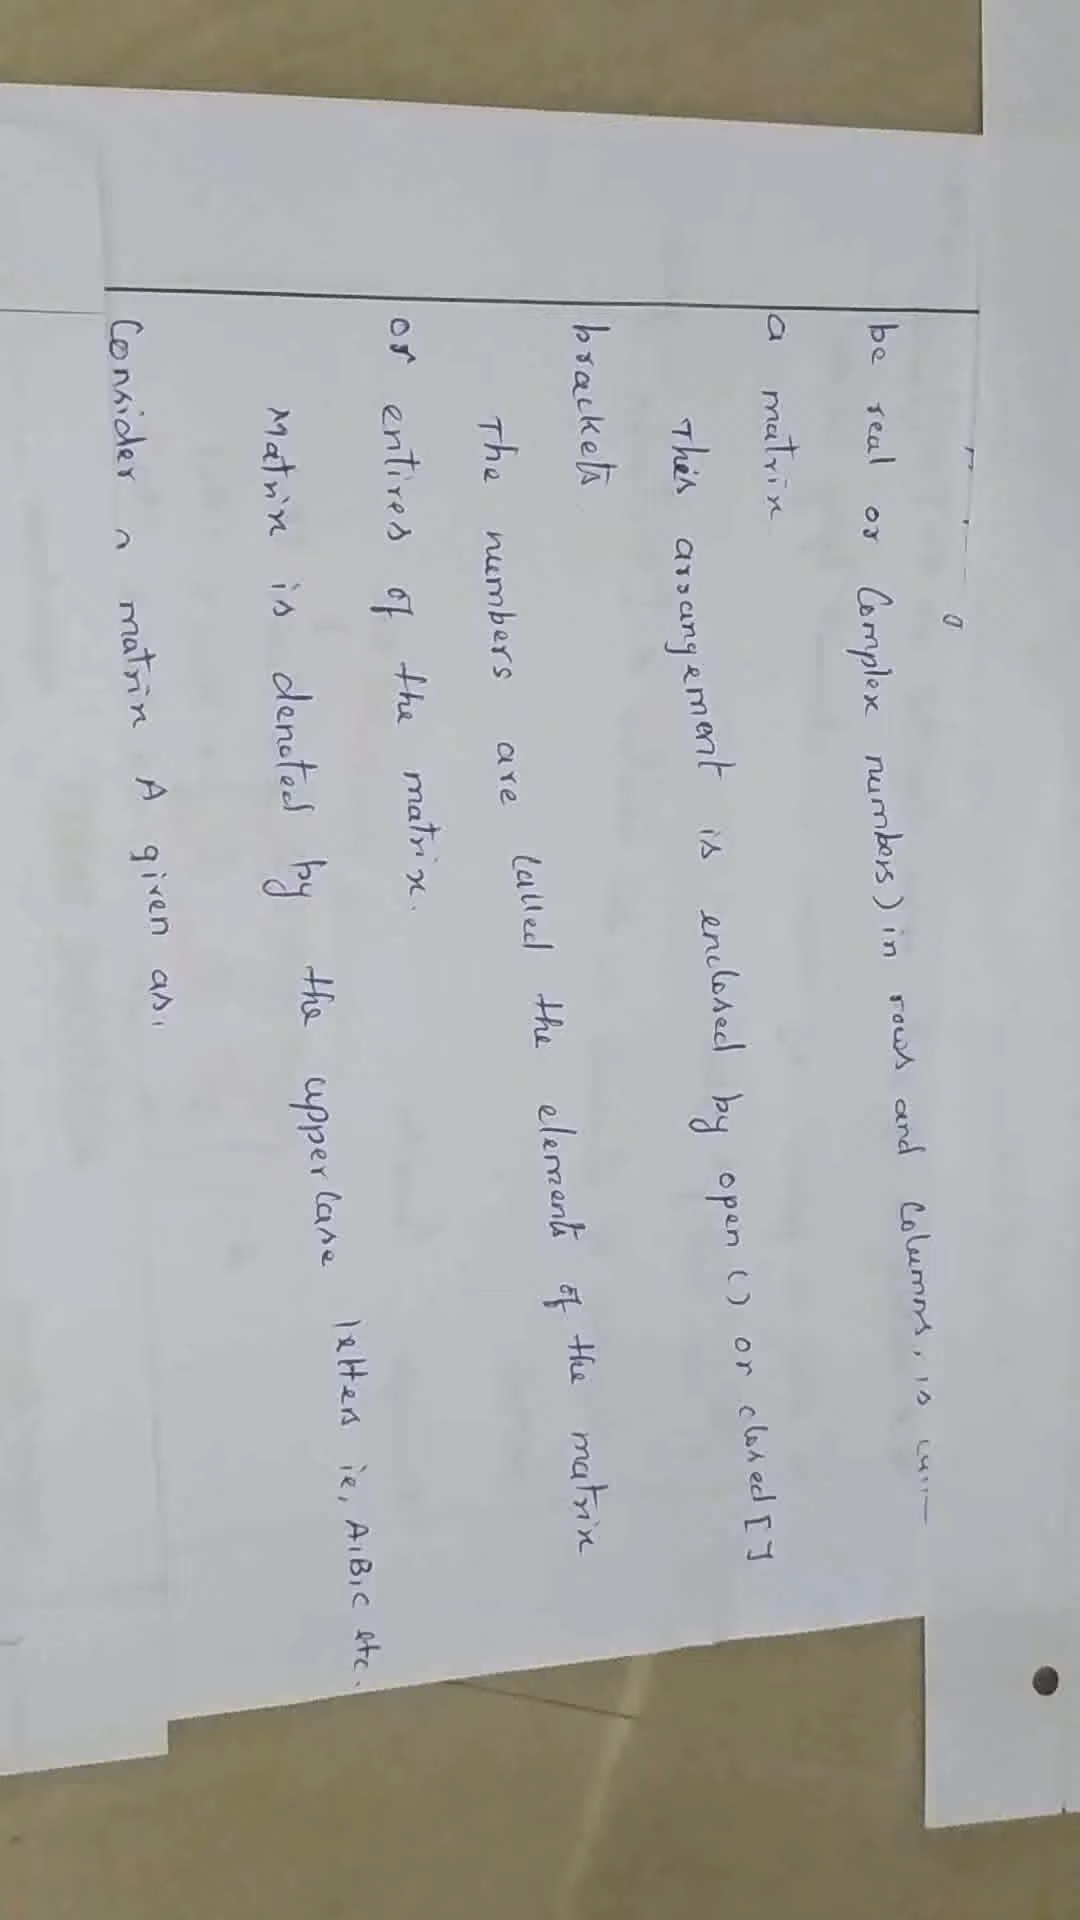 be real or Complex numbers) in rows and Columns, is
a matrix
This arrangement is enclosed by open () or closed []
brackets
The numbers are called the elements of the matrix
or entires of the matrix.
Matrix is denoted by the uppercase letters ie, A,B,C etc.
Consider a matrix A given as,